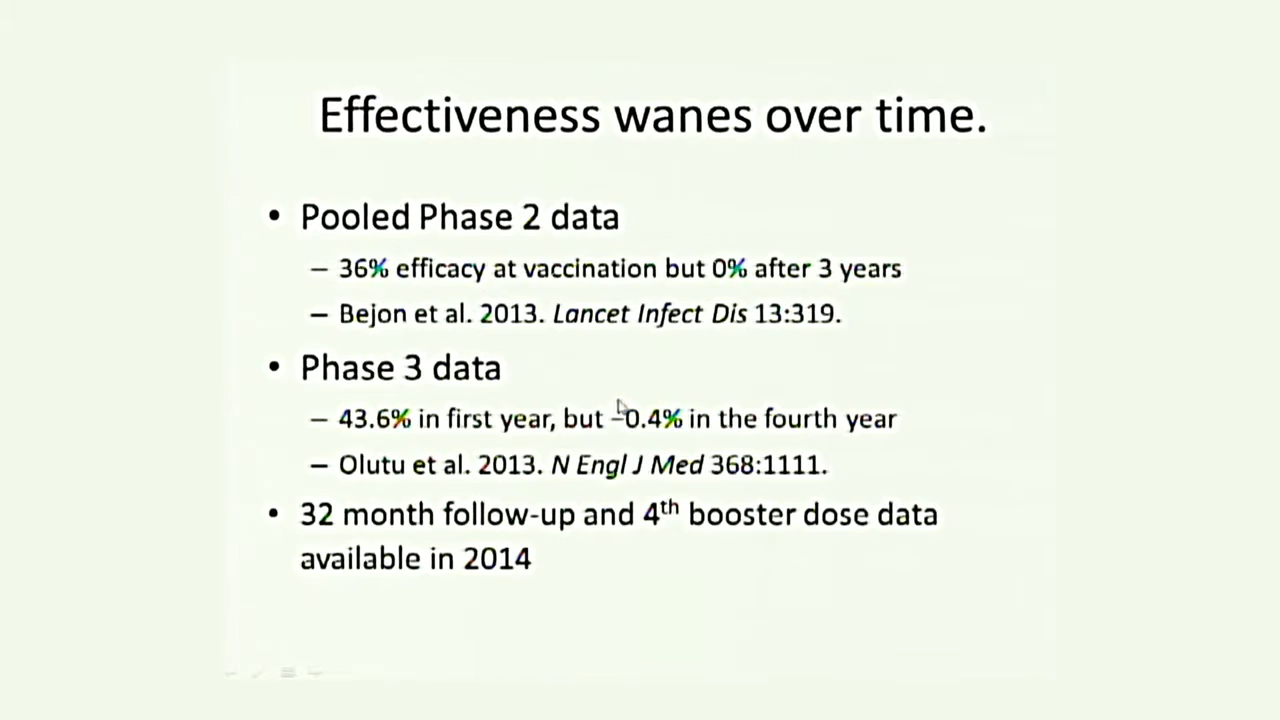 Effectiveness wanes over time.
• Pooled Phase 2 data
– 36% efficacy at vaccination but 0% after 3 years
– Bejon et al. 2013. Lancet Infect Dis 13:319.
• Phase 3 data
– 43.6% in first year, but –0.4% in the fourth year
– Olutu et al. 2013. N Engl J Med 368:1111.
• 32 month follow-up and 4th booster dose data
available in 2014